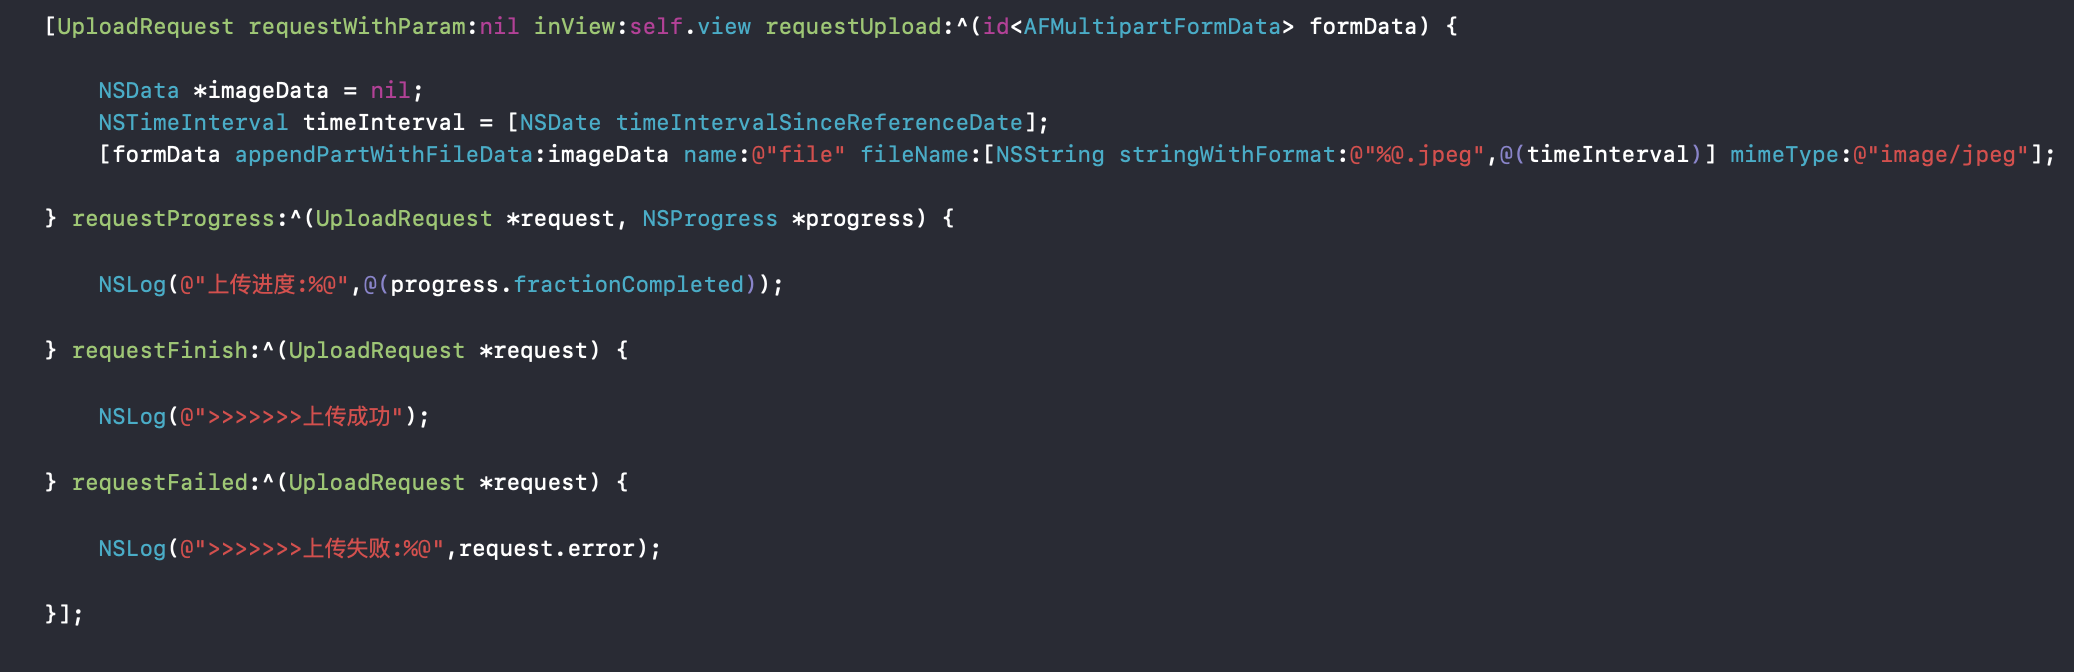 [UploadRequest requestWithParam:nil inView:self.view requestUpload:^(id<AFMultipartFormData> formData) {
NSData *imageData = nil;
NSTimeInterval timeInterval = [NSDate timeIntervalSinceReferenceDate];
[formData appendPartWithFileData:imageData name:@"file" fileName:[NSString stringWithFormat:@"%@.jpeg",@(timeInterval)] mimeType:@"image/jpeg"];
} requestProgress:^(UploadRequest *request, NSProgress *progress) {
NSLog(@"上传进度:%@",@(progress.fractionCompleted));
} requestFinish:^(UploadRequest *request) {
NSLog(@">>>>>>>上传成功");
} requestFailed:^(UploadRequest *request) {
NSLog(@">>>>>>>上传失败:%@",request.error);
}];